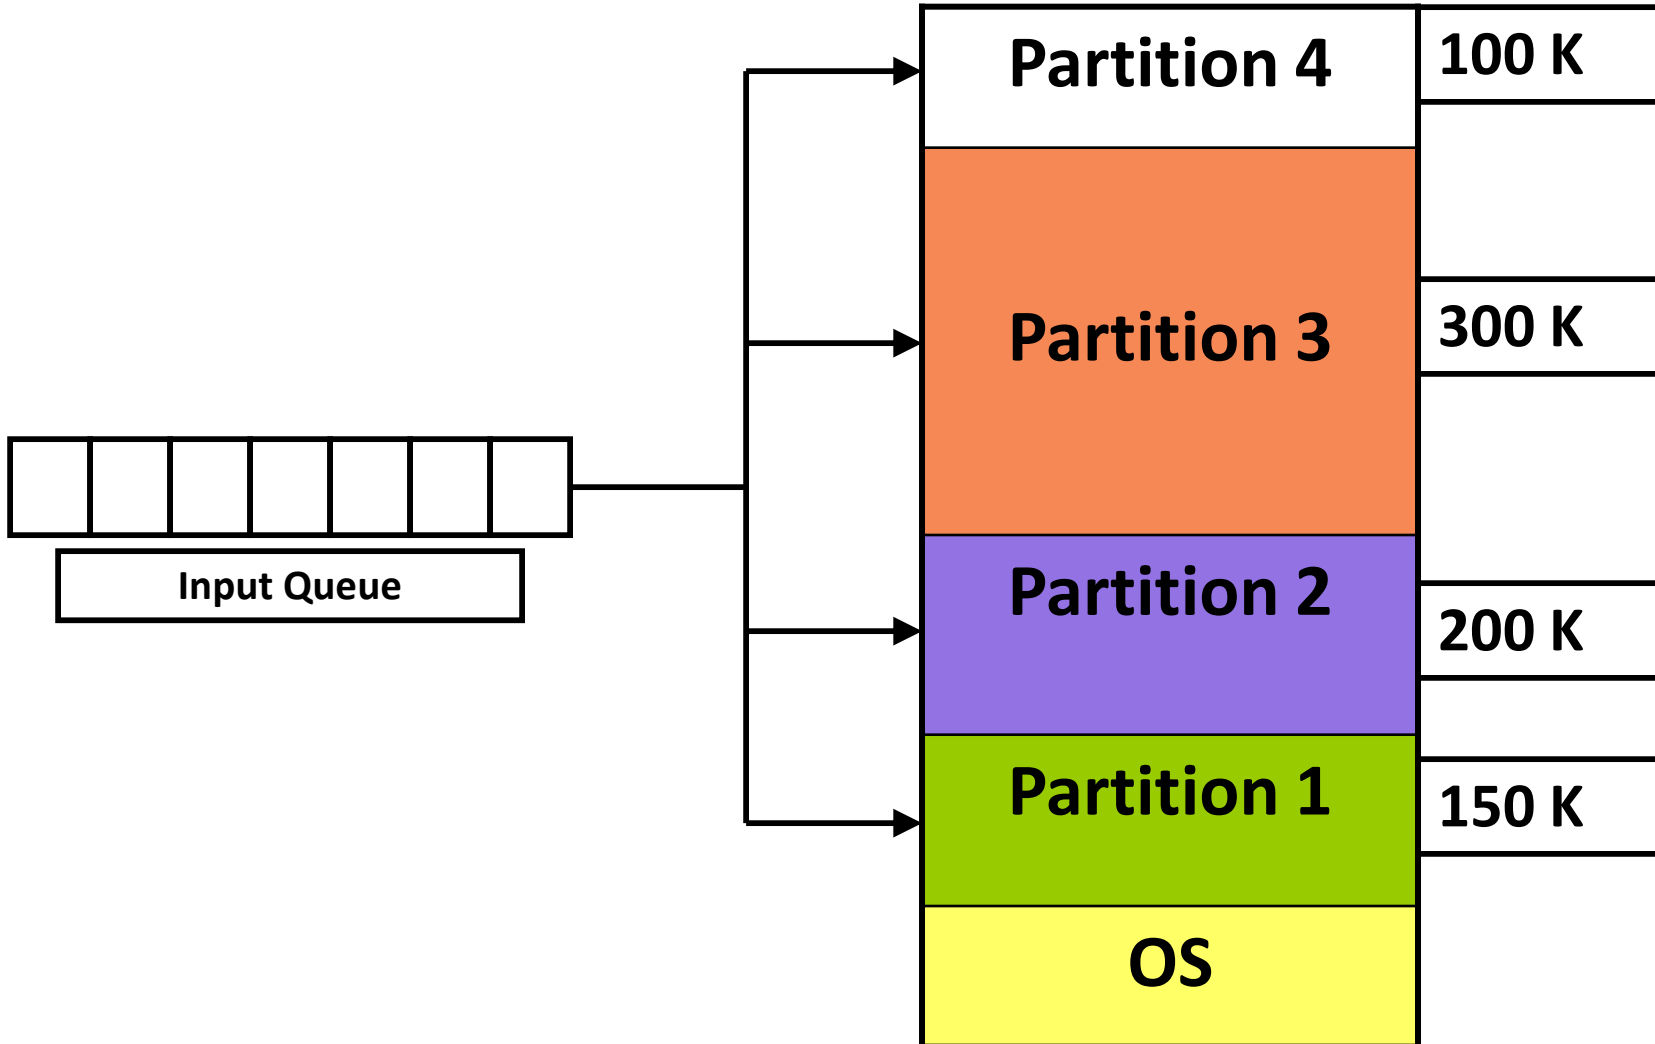 Partition 4
100 K
Partition 3
300 K
Input Queue
Partition 2
200 K
Partition 1
150 K
OS